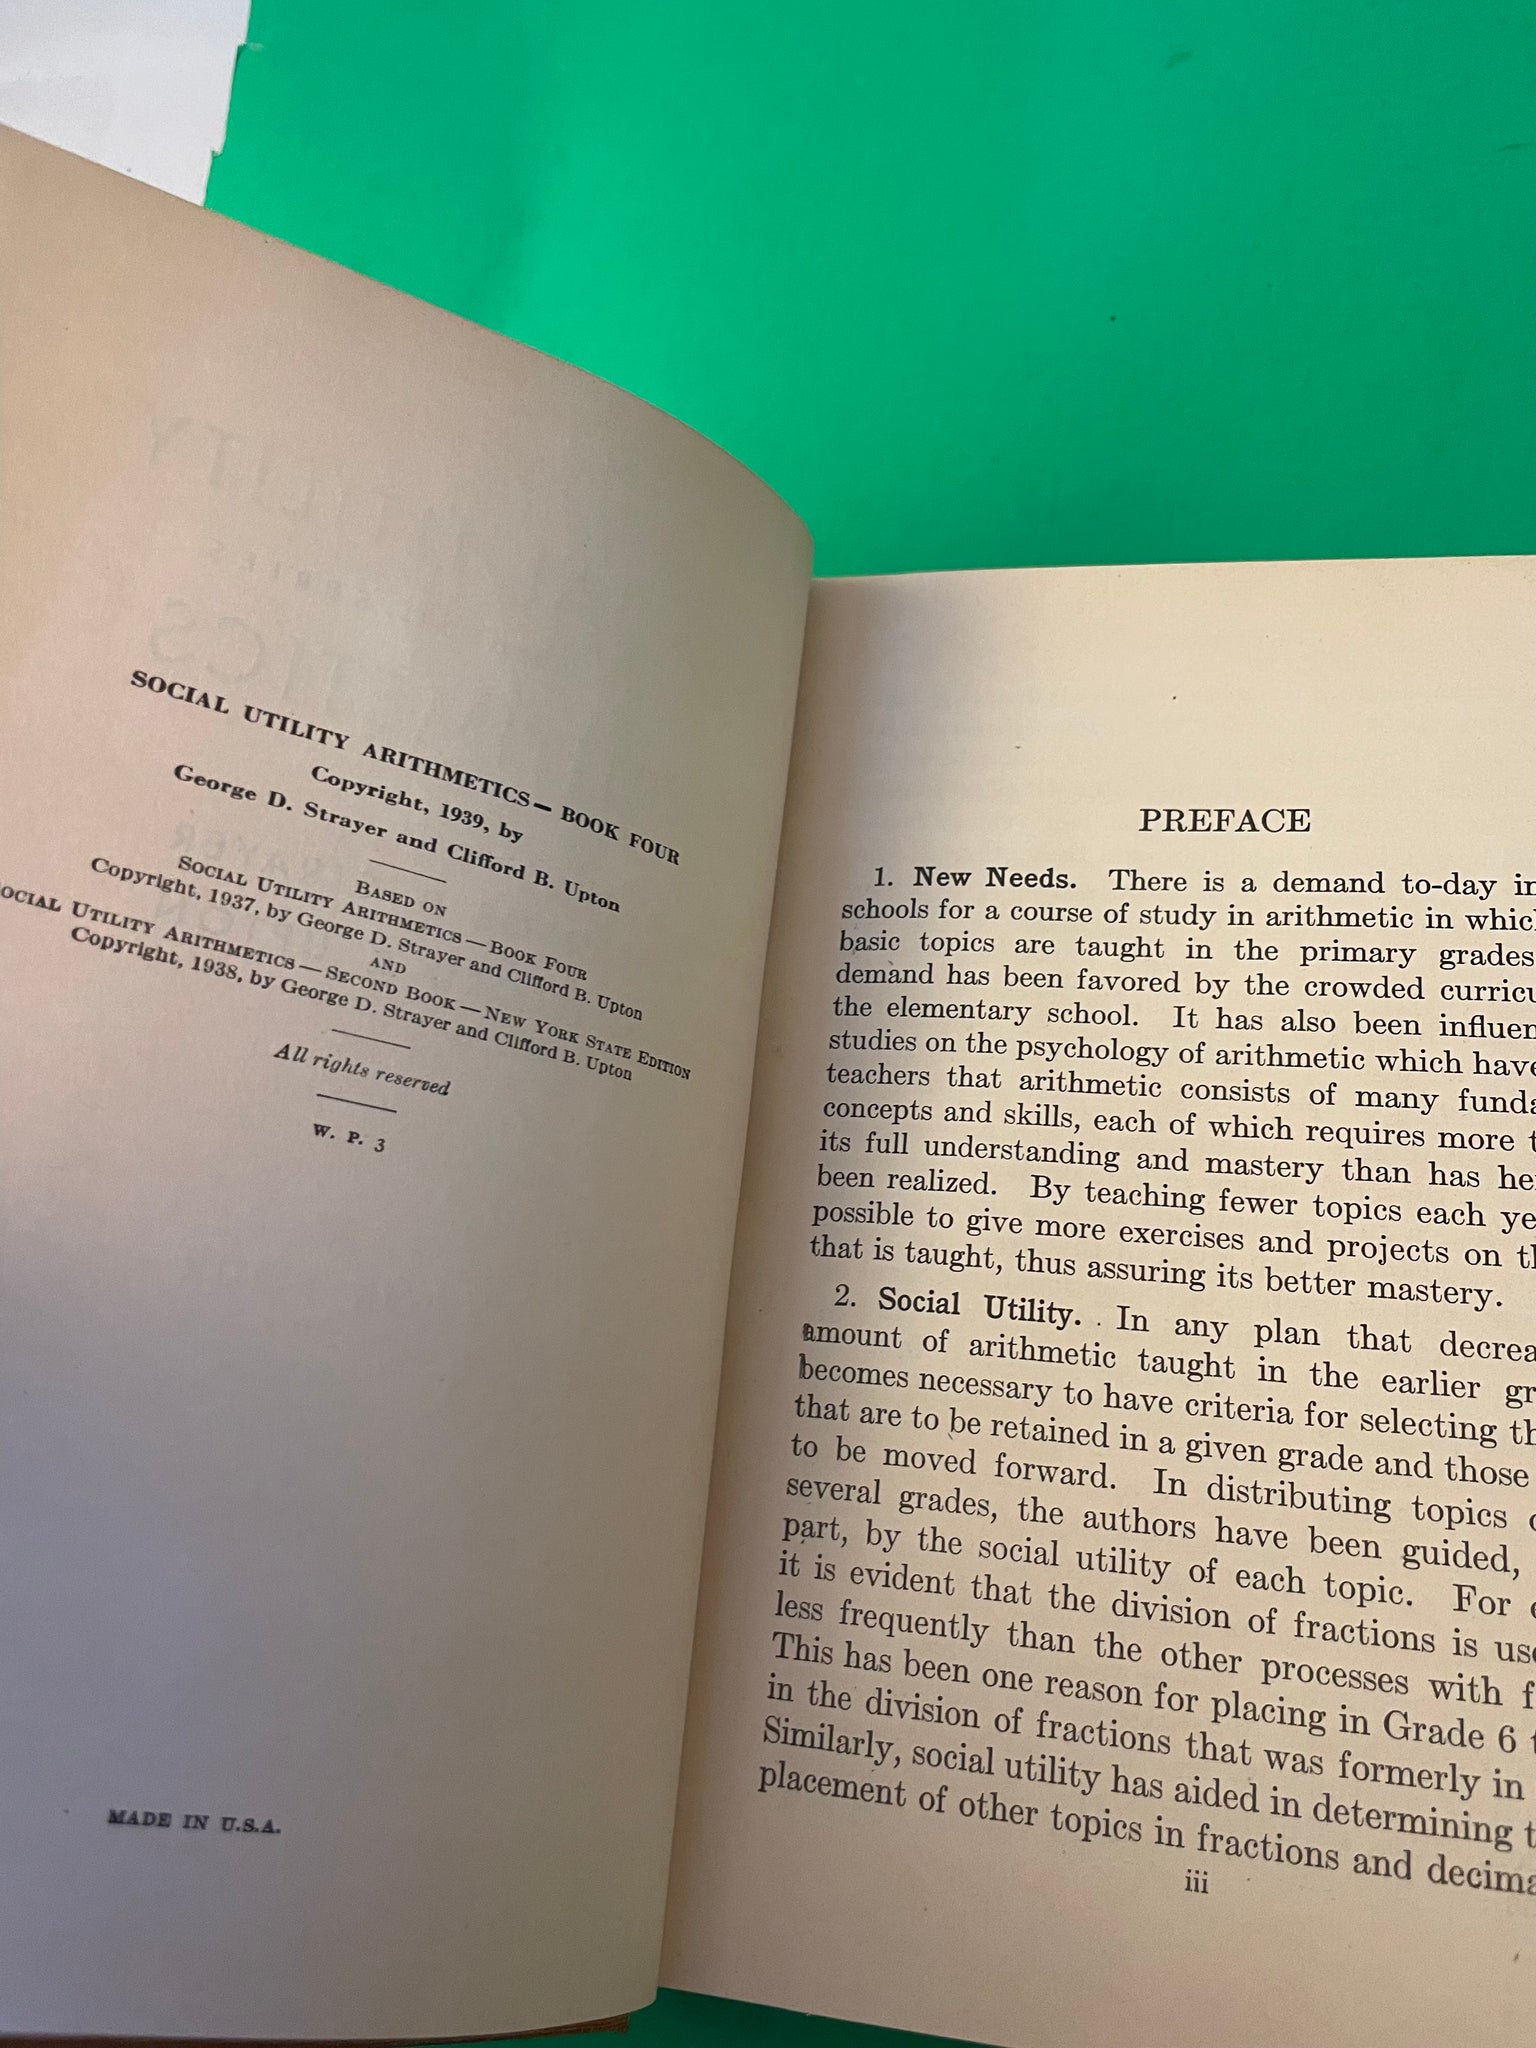 SOCIAL UTILITY ARITHMETICS — BOOK FOUR
Copyright, 1939, by
George D. Strayer and Clifford B. Upton
BASED ON
SOCIAL UTILITY ARITHMETICS — BOOK FOUR
Copyright, 1937, by George D. Strayer and Clifford B. Upton
AND
OCIAL UTILITY ARITHMETICS — SECOND BOOK — NEW YORK STATE EDITION
Copyright, 1938, by George D. Strayer and Clifford B. Upton
All rights reserved
W. P. 3
MADE IN U.S.A.
PREFACE
1. New Needs. There is a demand to-day in
schools for a course of study in arithmetic in whic
basic topics are taught in the primary grades
demand has been favored by the crowded curricu
the elementary school. It has also been influen
studies on the psychology of arithmetic which have
teachers that arithmetic consists of many funda
concepts and skills, each of which requires more t
its full understanding and mastery than has he
been realized. By teaching fewer topics each ye
possible to give more exercises and projects on th
that is taught, thus assuring its better mastery.
2. Social Utility. In any plan that decrea
amount of arithmetic taught in the earlier gr
becomes necessary to have criteria for selecting th
that are to be retained in a given grade and those
to be moved forward. In distributing topics
several grades, the authors have been guided,
part, by the social utility of each topic. For e
it is evident that the division of fractions is use
less frequently than the other processes with f
This has been one reason for placing in Grade 6 t
in the division of fractions that was formerly in
Similarly, social utility has aided in determining t
placement of other topics in fractions and decima
iii